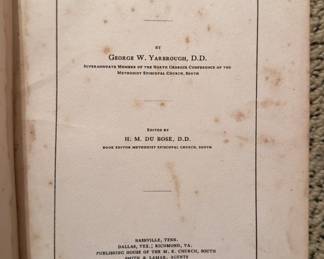 BY
GEORGE W. YARBROUGH, D.D.
SUPERANNUATE MEMBER OF THE NORTH GEORGIA CONFERENCE OF THE
METHODIST EPISCOPAL CHURCH, SOUTH
EDITED BY
H. M. DU BOSE, D.D.
BOOK EDITOR METHODIST EPISCOPAL CHURCH, SOUTH
NASHVILLE, TENN.
DALLAS, TEX.; RICHMOND, VA.
PUBLISHING HOUSE OF THE M. E. CHURCH, SOUTH
SMITH & LAMAR, AGENTS